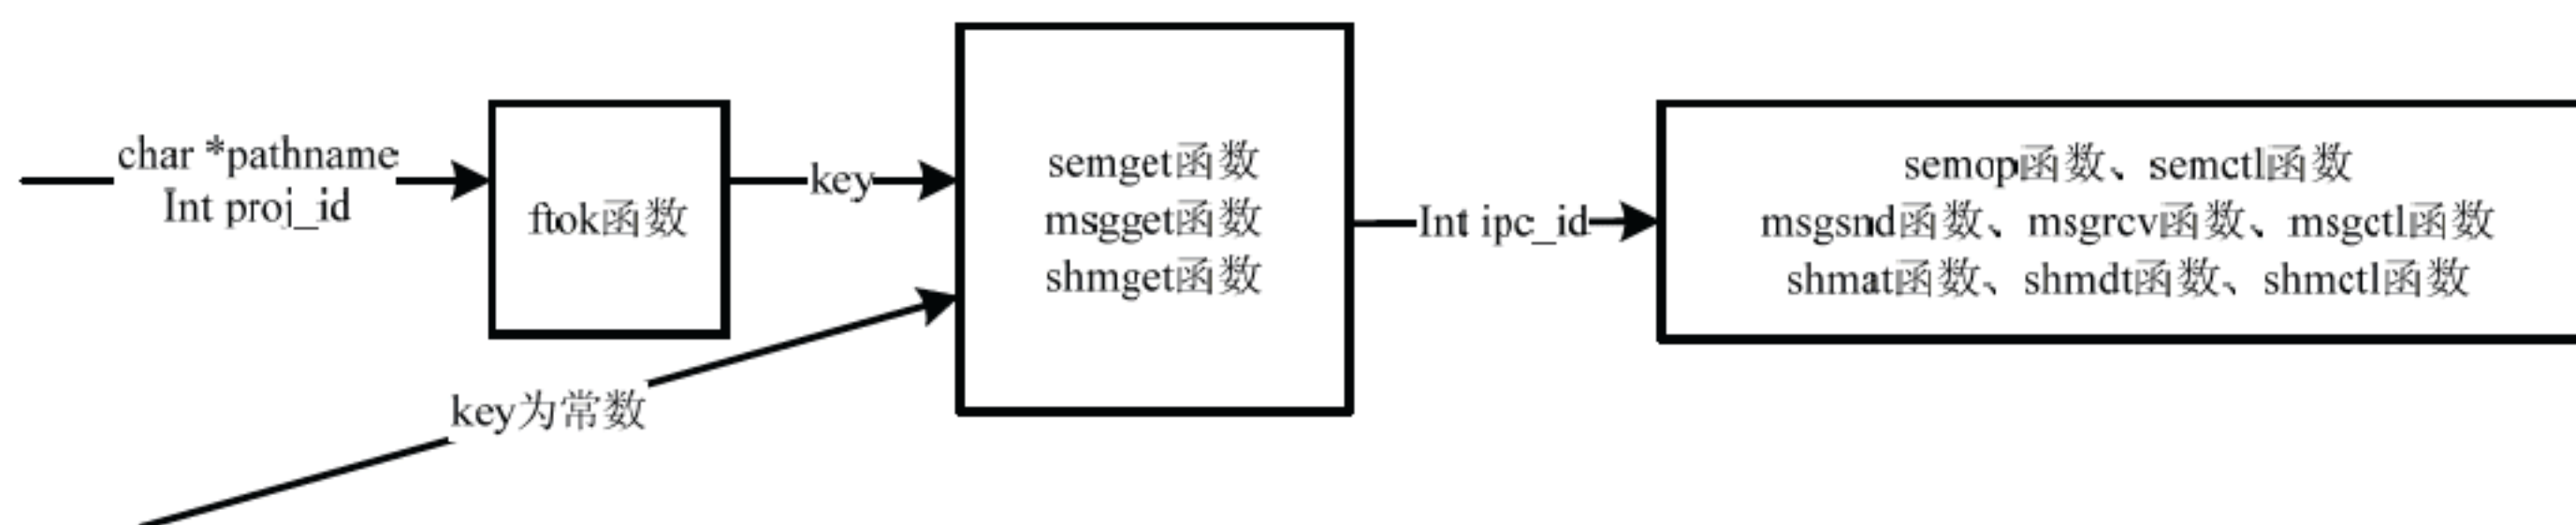 char *pathname
Int proj_id
ftok函数
key
key为常数
semget函数
msgget函数
shmget函数
Int ipc_id
semop函数、semctl函数
msgsnd函数、msgrcv函数、msgctl函数
shmat函数、shmdt函数、shmctl函数